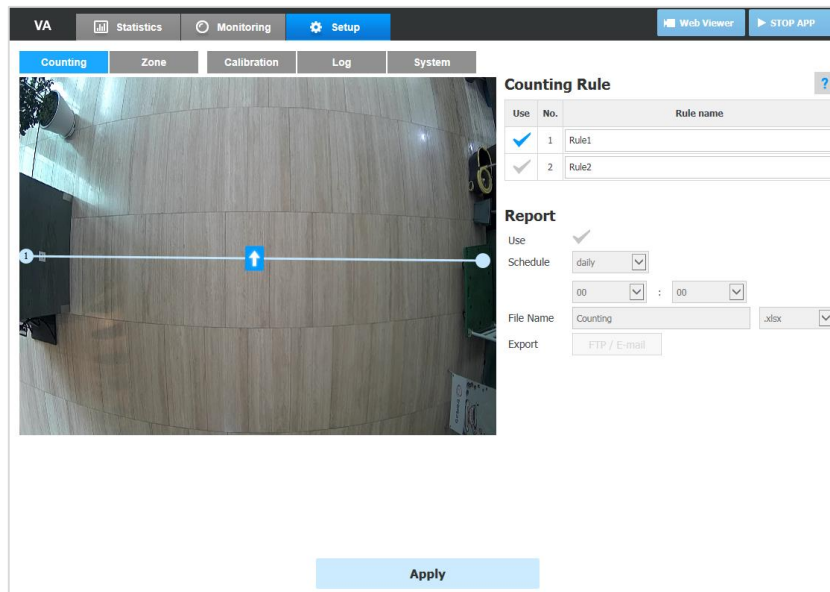 VA Statistics Monitoring Setup Web Viewer STOP APP
Counting Zone Calibration Log System
Counting Rule ?
Use No. Rule name
1 Rule1
2 Rule2
1
Report
Use
Schedule daily
00 : 00
File Name Counting .xlsx
Export FTP / E-mail
Apply